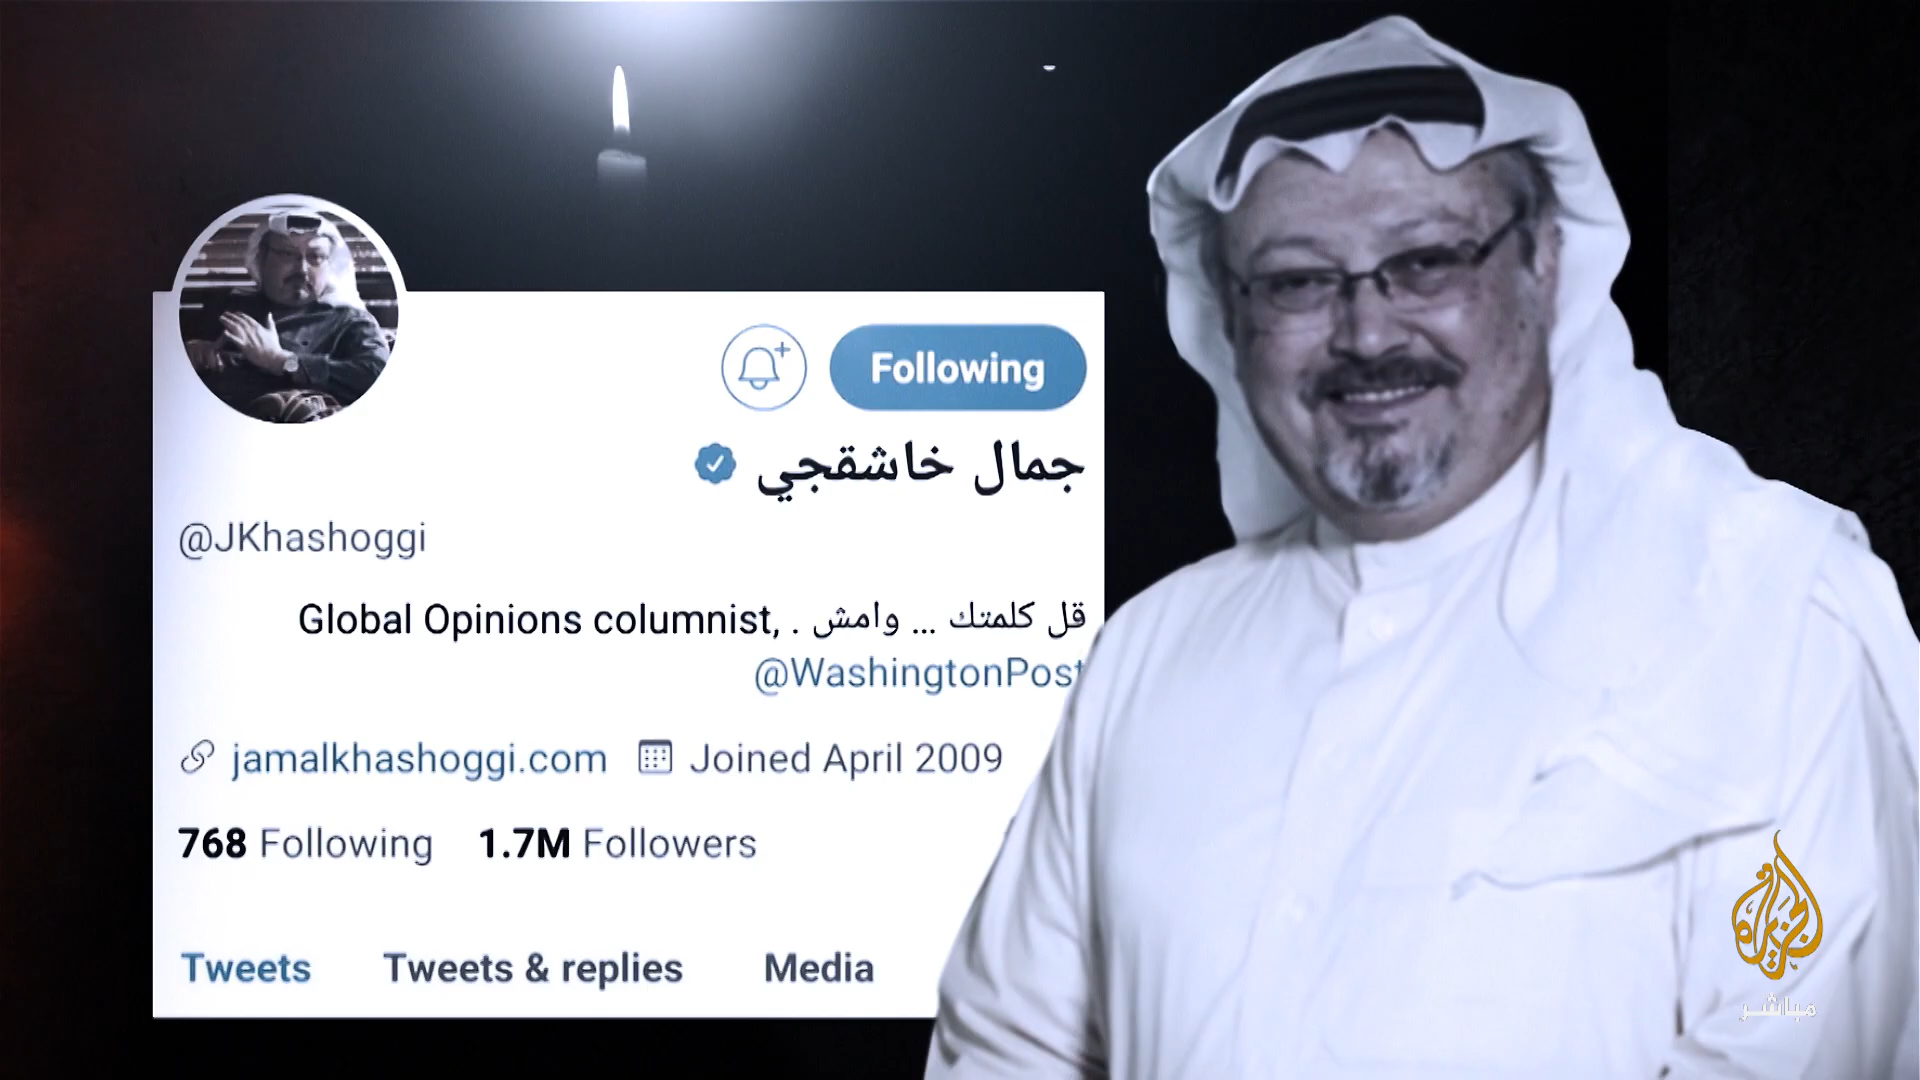 Following
جمال خاشقجي
@JKhashoggi
قل كلمتك ... وامش . Global Opinions columnist,
@WashingtonPost
jamalkhashoggi.com Joined April 2009
768 Following 1.7M Followers
Tweets Tweets & replies Media
الجزيرة
مباشر